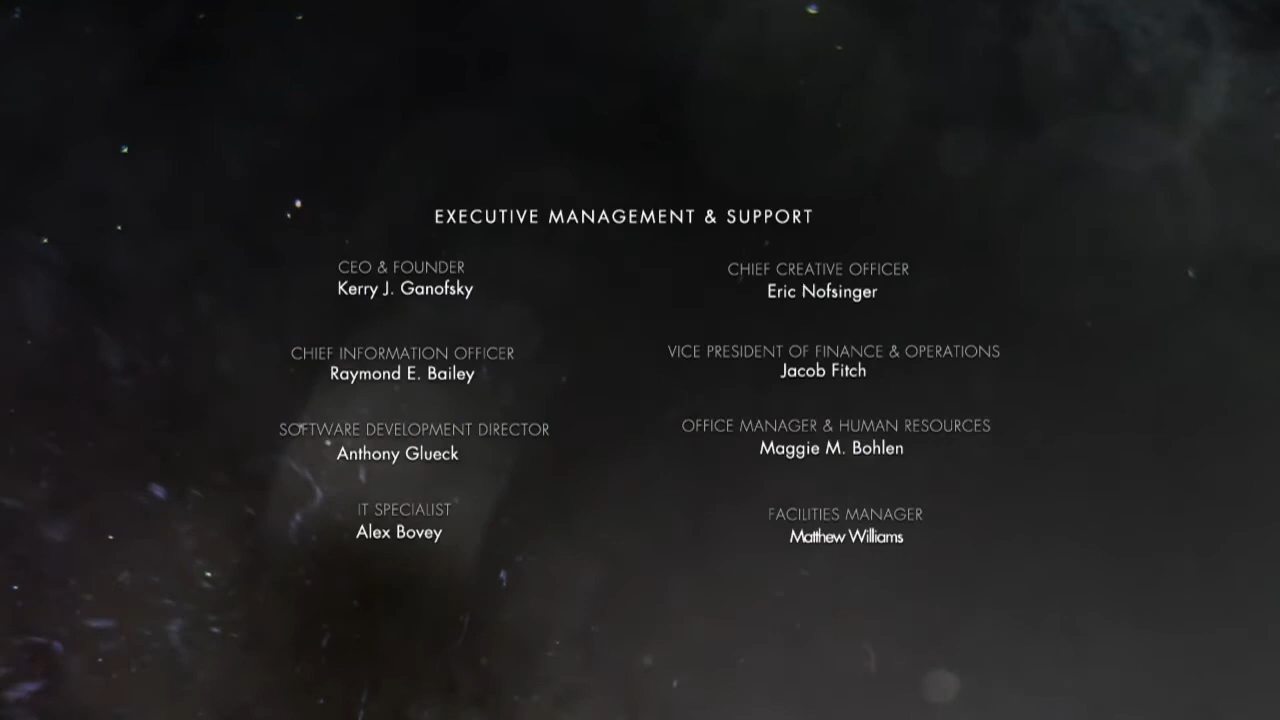 EXECUTIVE MANAGEMENT & SUPPORT
CEO & FOUNDER
Kerry J. Ganofsky
CHIEF CREATIVE OFFICER
Eric Nofsinger
CHIEF INFORMATION OFFICER
Raymond E. Bailey
VICE PRESIDENT OF FINANCE & OPERATIONS
Jacob Fitch
SOFTWARE DEVELOPMENT DIRECTOR
Anthony Glueck
OFFICE MANAGER & HUMAN RESOURCES
Maggie M. Bohlen
IT SPECIALIST
Alex Bovey
FACILITIES MANAGER
Matthew Williams